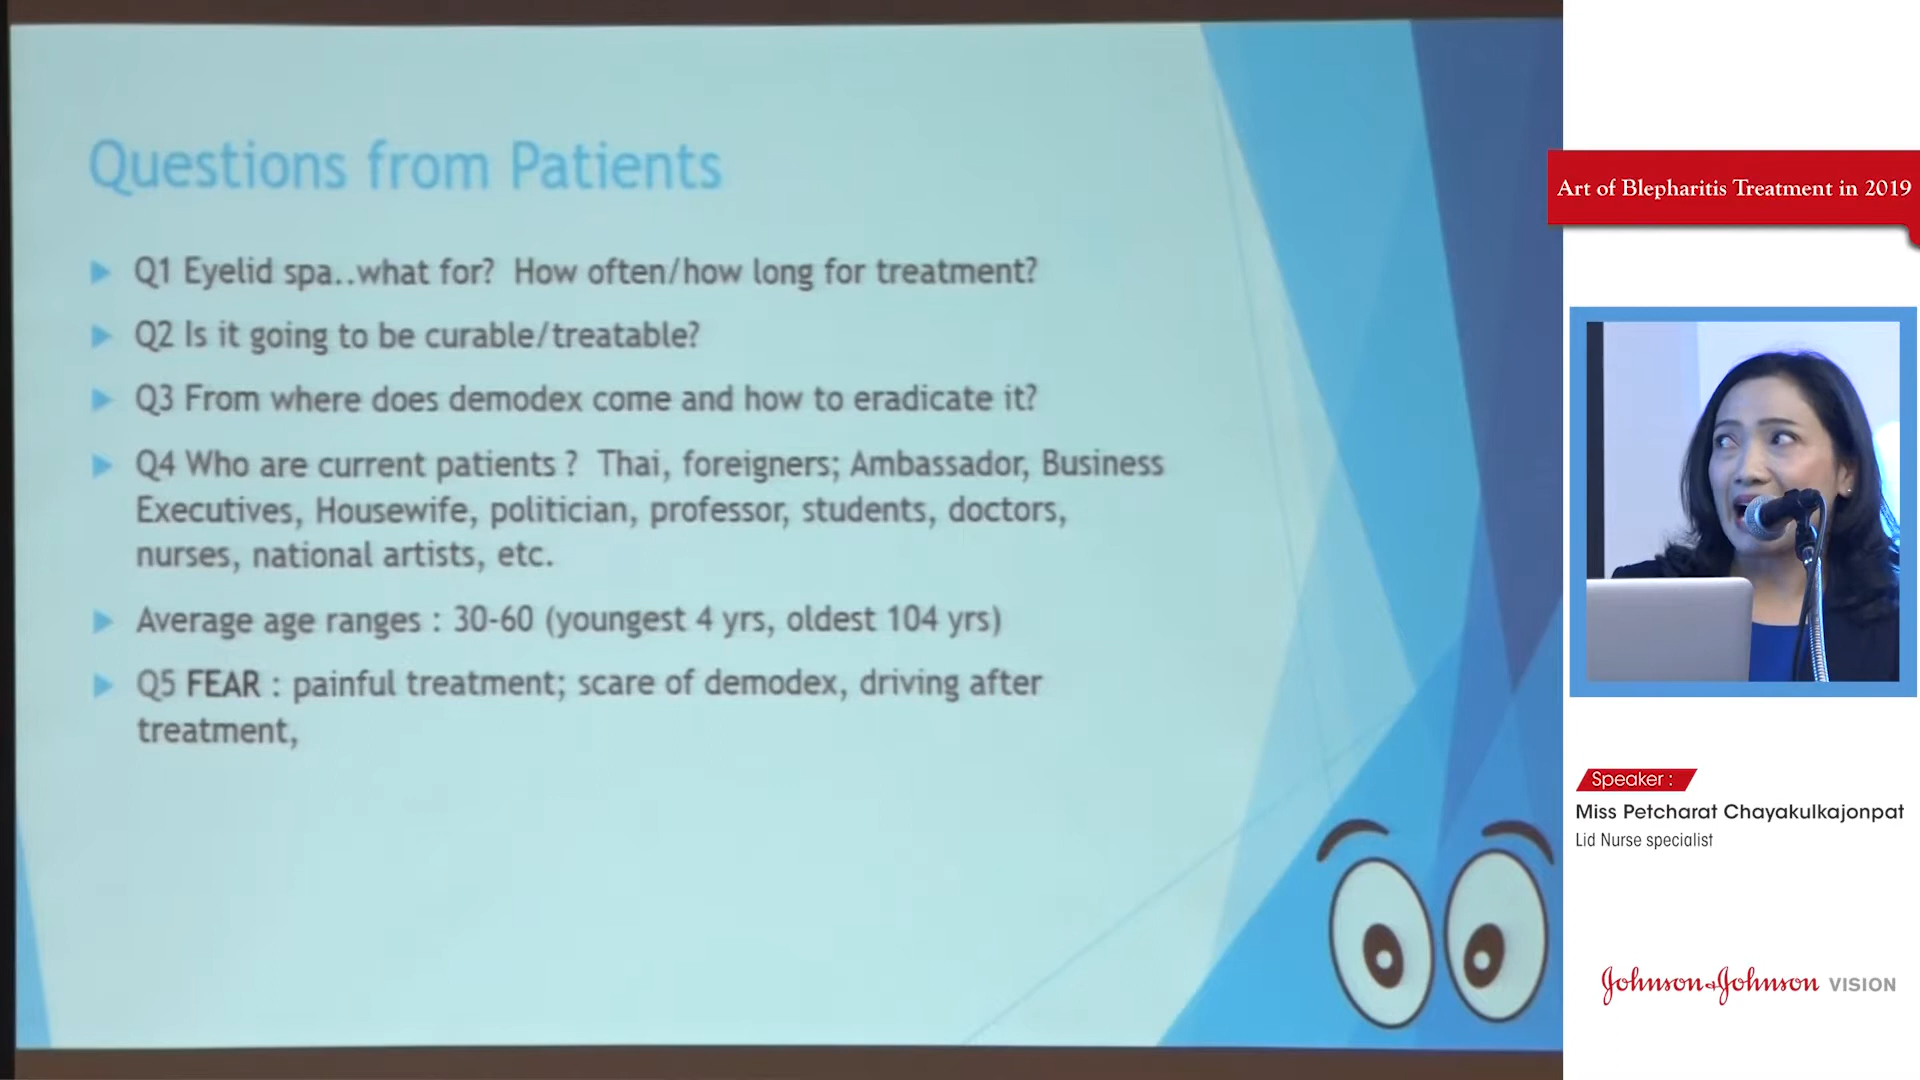 Questions from Patients
Q1 Eyelid spa..what for? How often/how long for treatment?
Q2 Is it going to be curable/treatable?
Q3 From where does demodex come and how to eradicate it?
Q4 Who are current patients ? Thai, foreigners; Ambassador, Business
Executives, Housewife, politician, professor, students, doctors,
nurses, national artists, etc.
Average age ranges : 30-60 (youngest 4 yrs, oldest 104 yrs)
Q5 FEAR : painful treatment; scare of demodex, driving after
treatment,
Art of Blepharitis Treatment in 2019
Speaker :
Miss Petcharat Chayakulkajonpat
Lid Nurse specialist
Johnson & Johnson VISION